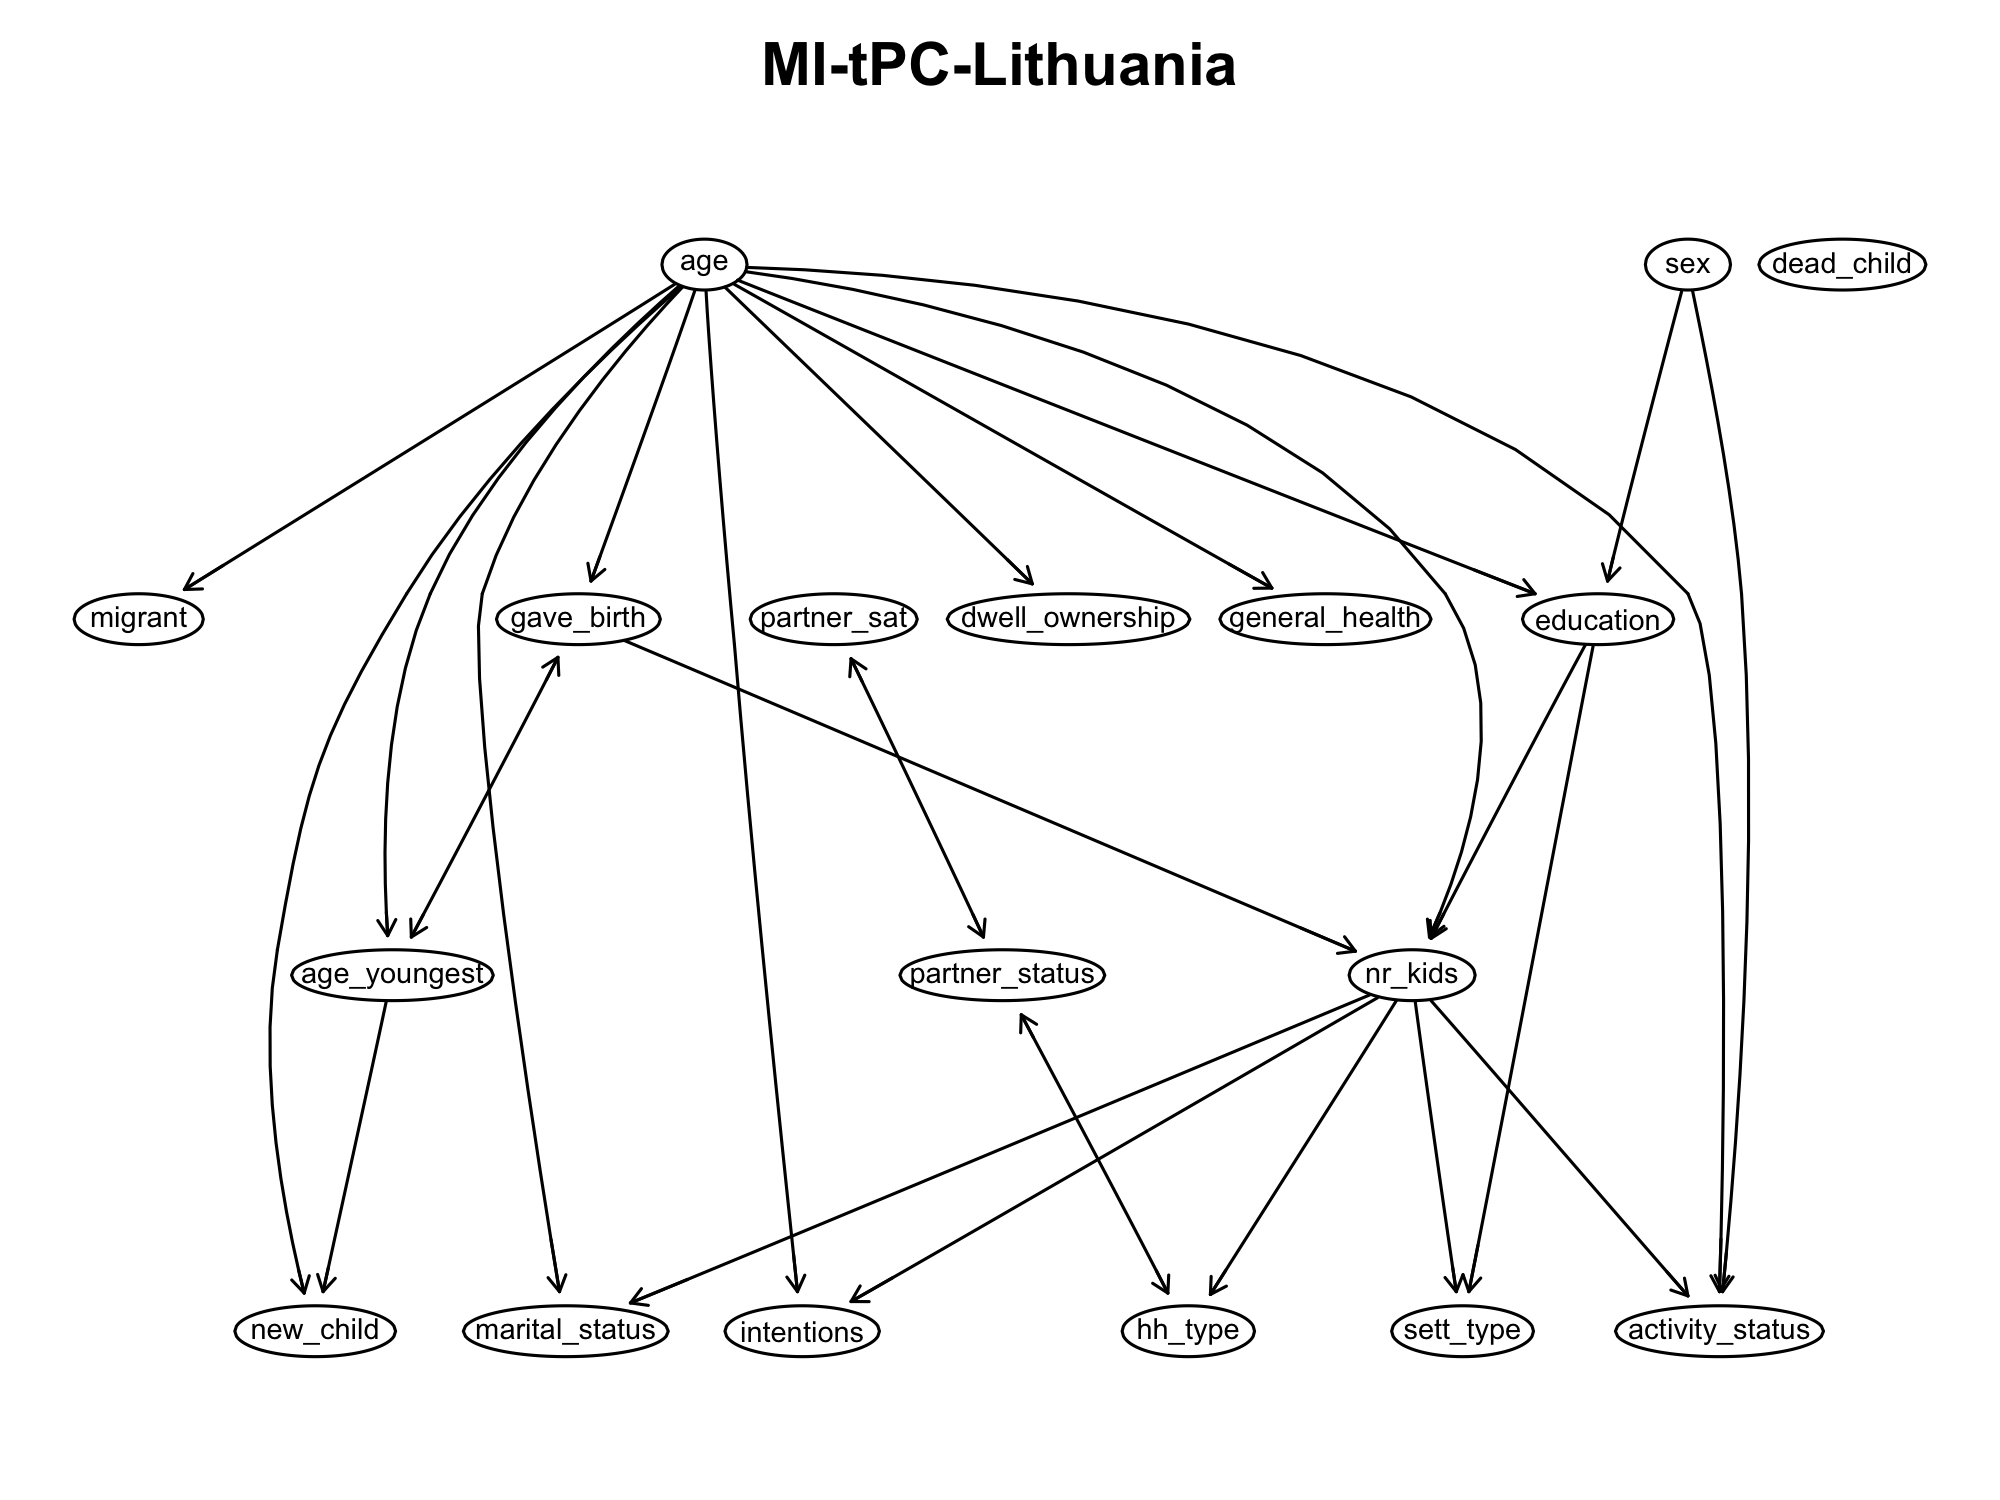 MI-tPC-Lithuania
age
sex
dead_child
migrant
gave_birth
partner_sat
dwell_ownership
general_health
education
age_youngest
partner_status
nr_kids
new_child
marital_status
intentions
hh_type
sett_type
activity_status